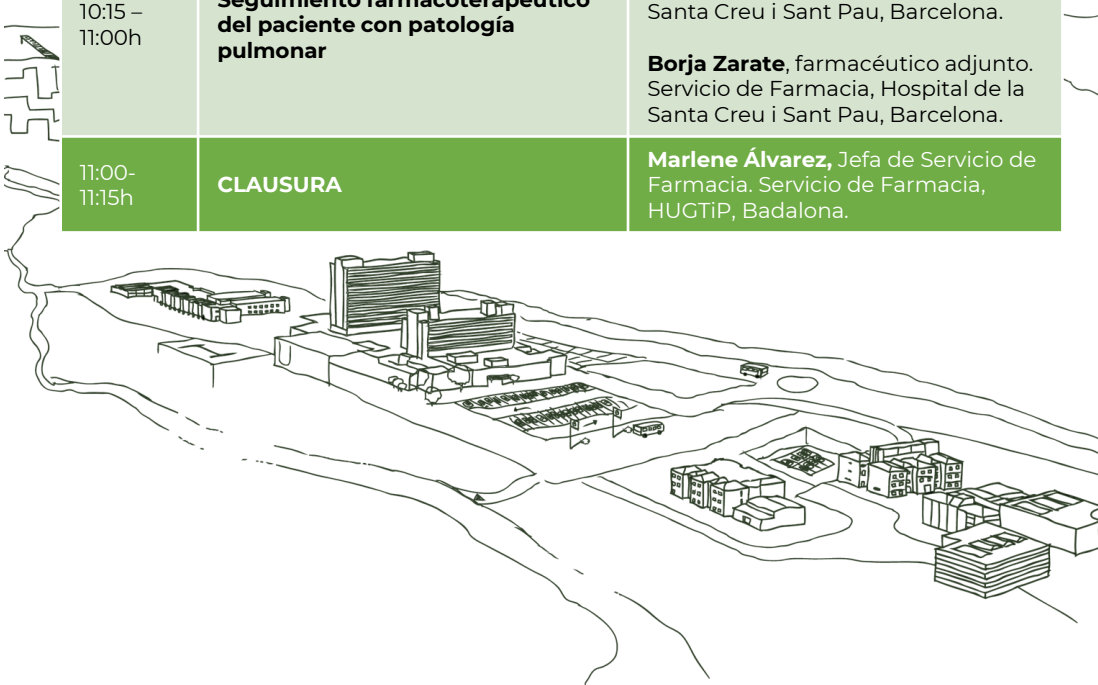 10:15 –
11:00h
Seguimiento farmacoterapéutico
del paciente con patología
pulmonar
Santa Creu i Sant Pau, Barcelona.
Borja Zarate, farmacéutico adjunto.
Servicio de Farmacia, Hospital de la
Santa Creu i Sant Pau, Barcelona.
11:00-
11:15h
CLAUSURA
Marlene Álvarez, Jefa de Servicio de
Farmacia. Servicio de Farmacia,
HUGTiP, Badalona.